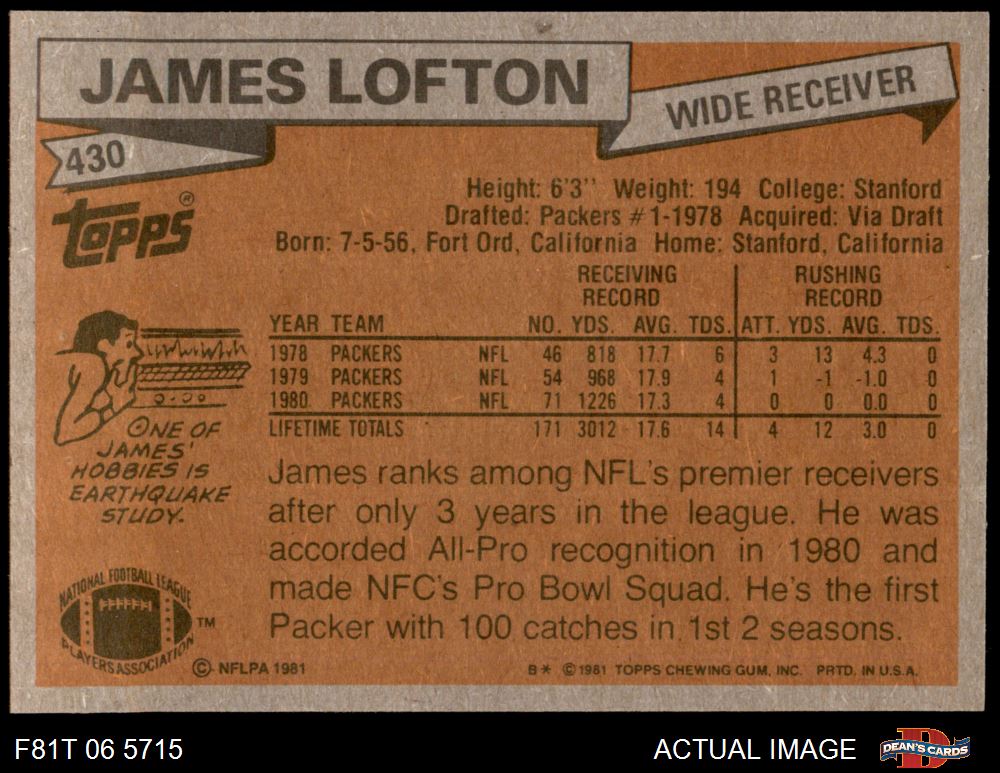 JAMES LOFTON
WIDE RECEIVER
430
TOPPS®
Height: 6'3" Weight: 194 College: Stanford
Drafted: Packers #1-1978 Acquired: Via Draft
Born: 7-5-56, Fort Ord, California Home: Stanford, California
RECEIVING RECORD RUSHING RECORD
YEAR TEAM NO. YDS. AVG. TDS. ATT. YDS. AVG. TDS.
1978 PACKERS NFL 46 818 17.7 6 3 13 4.3 0
1979 PACKERS NFL 54 968 17.9 4 1 -1 -1.0 0
1980 PACKERS NFL 71 1226 17.3 4 0 0 0.0 0
LIFETIME TOTALS 171 3012 17.6 14 4 12 3.0 0
ONE OF
JAMES'
HOBBIES IS
EARTHQUAKE
STUDY.
James ranks among NFL's premier receivers
after only 3 years in the league. He was
accorded All-Pro recognition in 1980 and
made NFC's Pro Bowl Squad. He's the first
Packer with 100 catches in 1st 2 seasons.
NATIONAL FOOTBALL LEAGUE
PLAYERS ASSOCIATION
TM
© NFLPA 1981
B* © 1981 TOPPS CHEWING GUM, INC. PRTD. IN U.S.A.
F81T 06 5715
ACTUAL IMAGE
DEAN'S CARDS